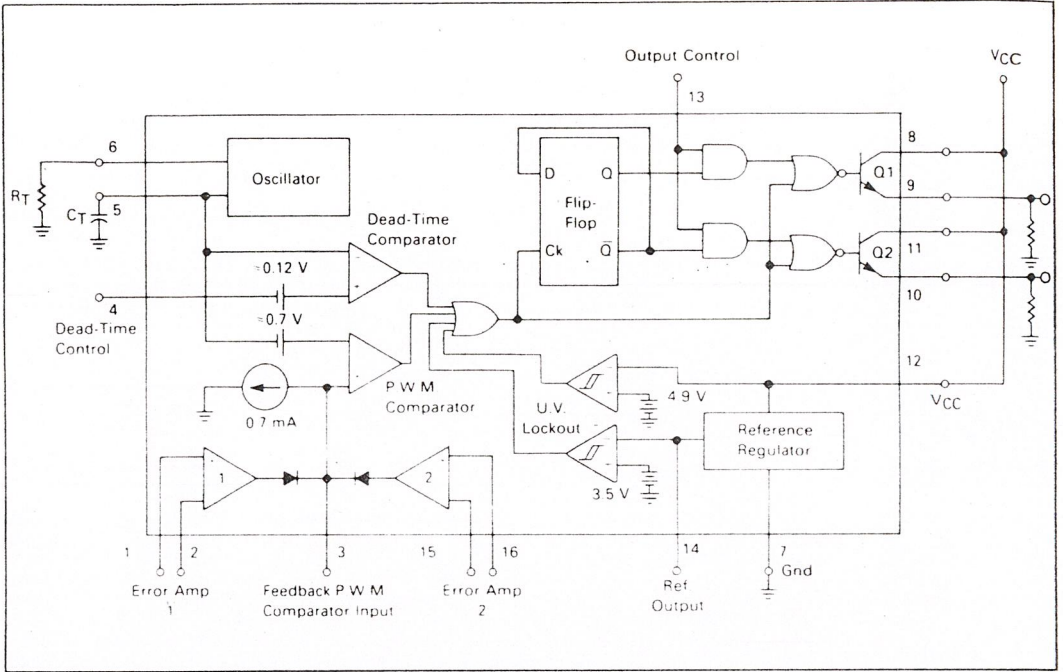 Output Control
VCC
13
6
8
Oscillator
D
Q
Q1
RT
5
9
CT
Flip-
Flop
Dead-Time
Comparator
Ck
Q̄
Q2
11
≈0.12 V
4
10
≈0.7 V
Dead-Time
Control
12
P W M
Comparator
4.9 V
VCC
U.V.
Lockout
0.7 mA
Reference
Regulator
1
2
3.5 V
1
2
3
15
16
14
7
Gnd
Error Amp
1
Feedback P W M
Comparator Input
Error Amp
2
Ref
Output